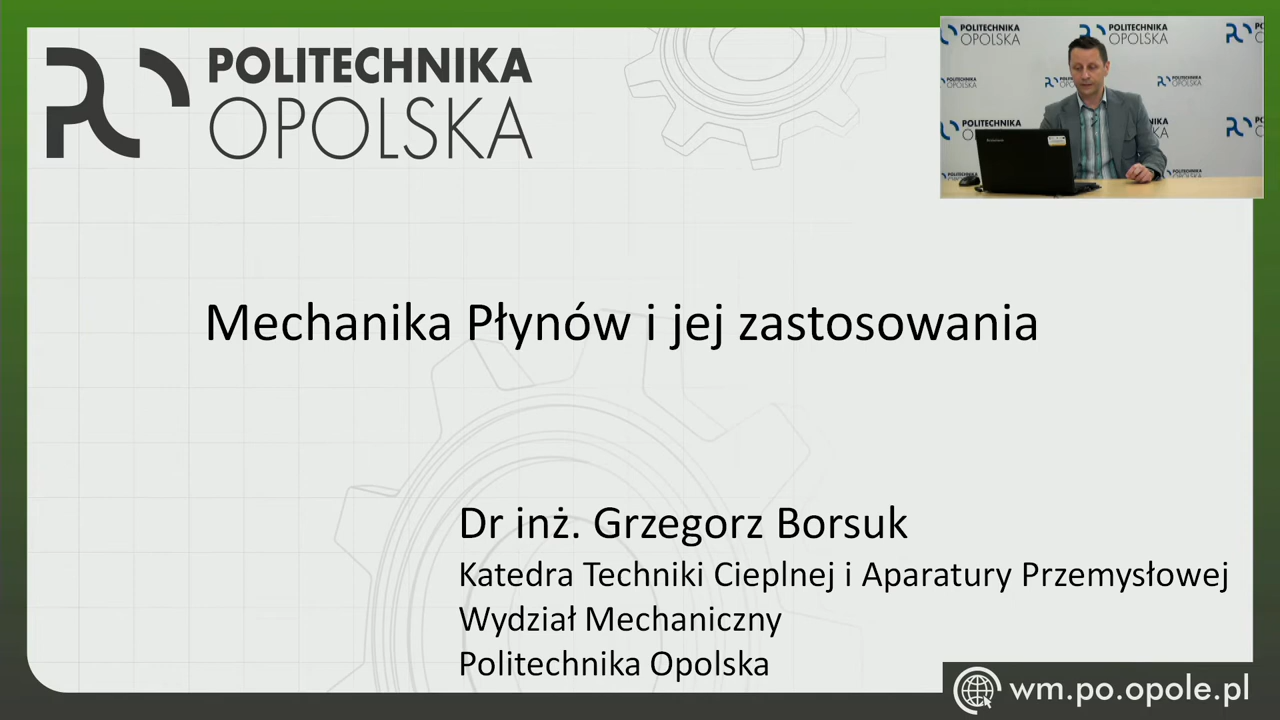 POLITECHNIKA
OPOLSKA
Mechanika Płynów i jej zastosowania
Dr inż. Grzegorz Borsuk
Katedra Techniki Cieplnej i Aparatury Przemysłowej
Wydział Mechaniczny
Politechnika Opolska
wm.po.opole.pl
POLITECHNIKA
OPOLSKA
POLITECHNIKA
OPOLSKA